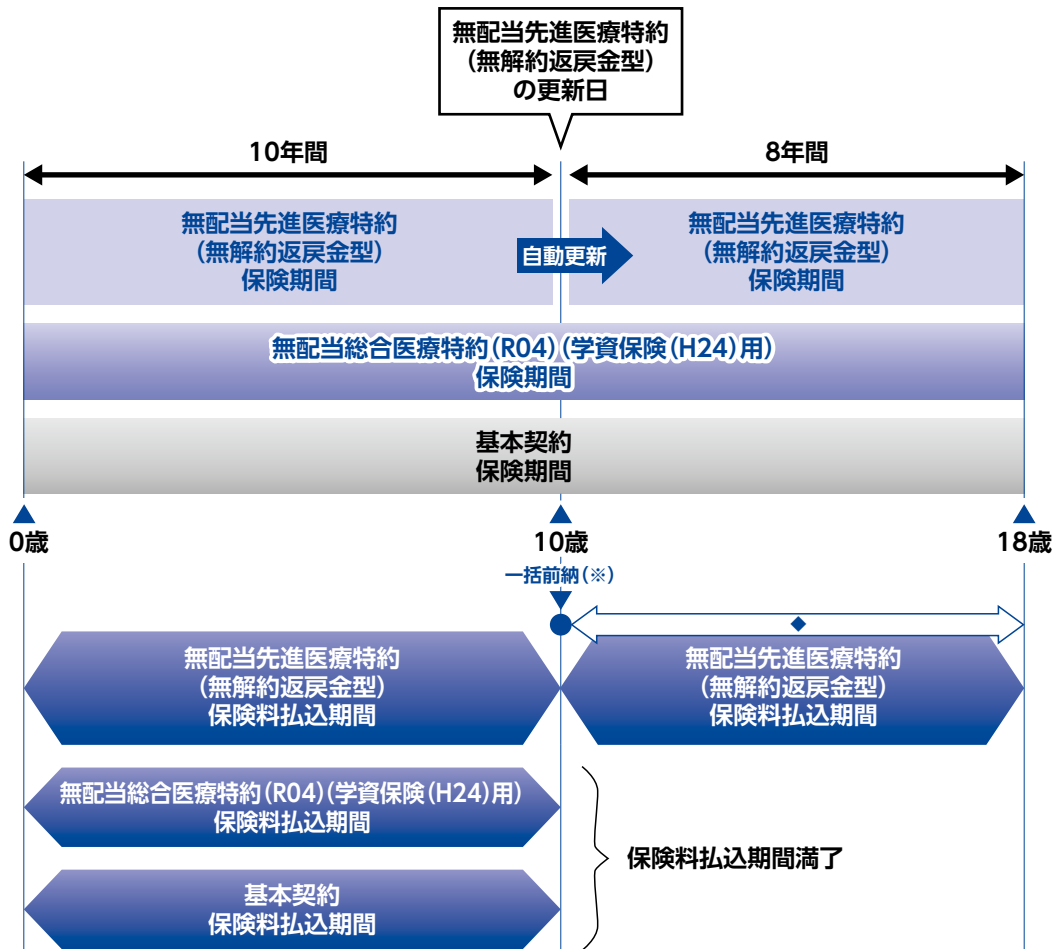 無配当先進医療特約
（無解約返戻金型）
の更新日
10年間
8年間
無配当先進医療特約
（無解約返戻金型）
保険期間
自動更新
無配当先進医療特約
（無解約返戻金型）
保険期間
無配当総合医療特約（R04）（学資保険（H24）用）
保険期間
基本契約
保険期間
0歳
10歳
18歳
一括前納（※）
無配当先進医療特約
（無解約返戻金型）
保険料払込期間
無配当先進医療特約
（無解約返戻金型）
保険料払込期間
無配当総合医療特約（R04）（学資保険（H24）用）
保険料払込期間
保険料払込期間満了
基本契約
保険料払込期間